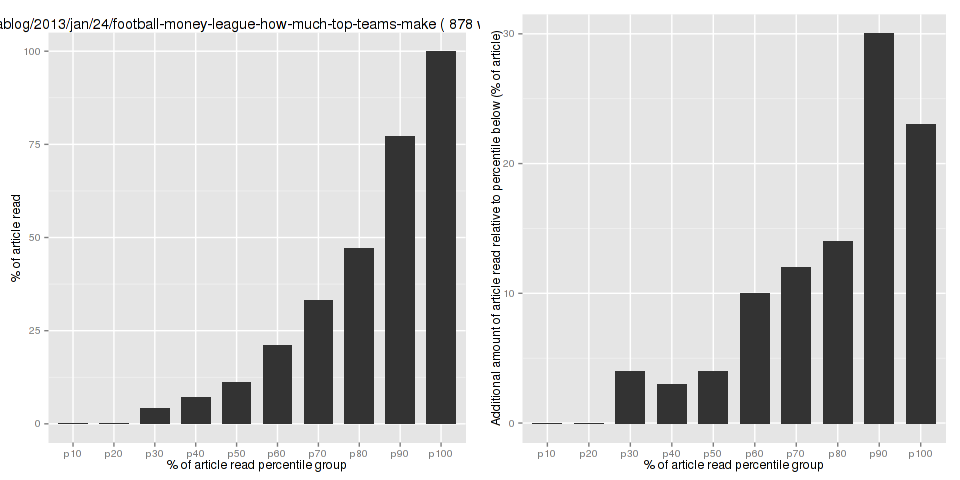 ablog/2013/jan/24/football-money-league-how-much-top-teams-make ( 878
% of article read
100
75
50
25
0
p10 p20 p30 p40 p50 p60 p70 p80 p90 p100
% of article read percentile group
Additional amount of article read relative to percentile below (% of article)
30
20
10
0
p10 p20 p30 p40 p50 p60 p70 p80 p90 p100
% of article read percentile group